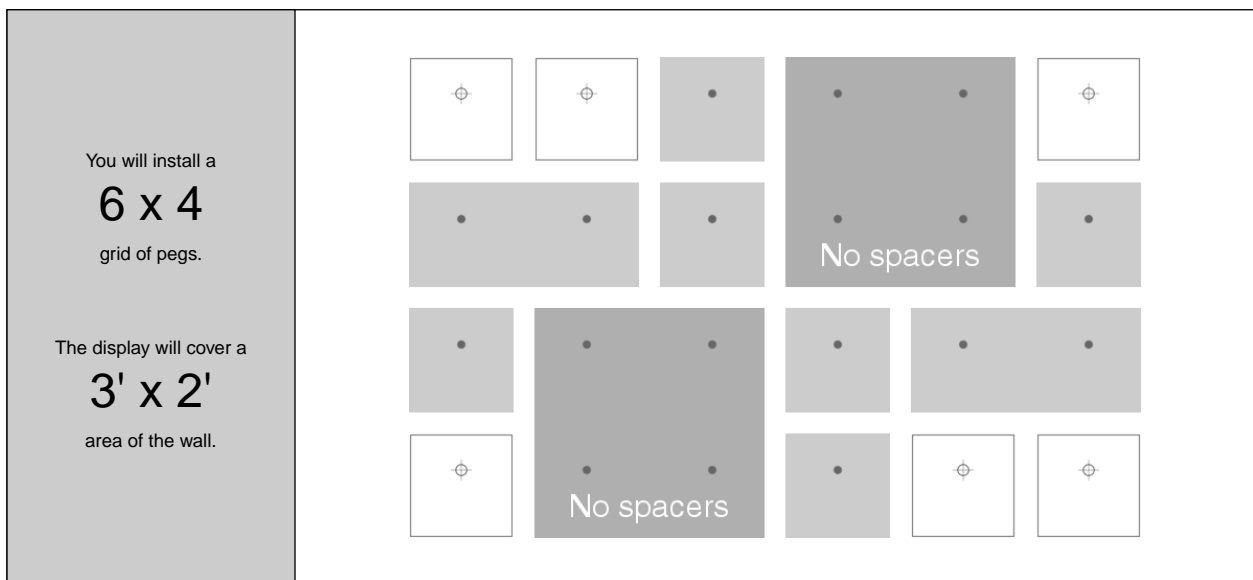 You will install a
6 x 4
grid of pegs.
The display will cover a
3' x 2'
area of the wall.
No spacers
No spacers